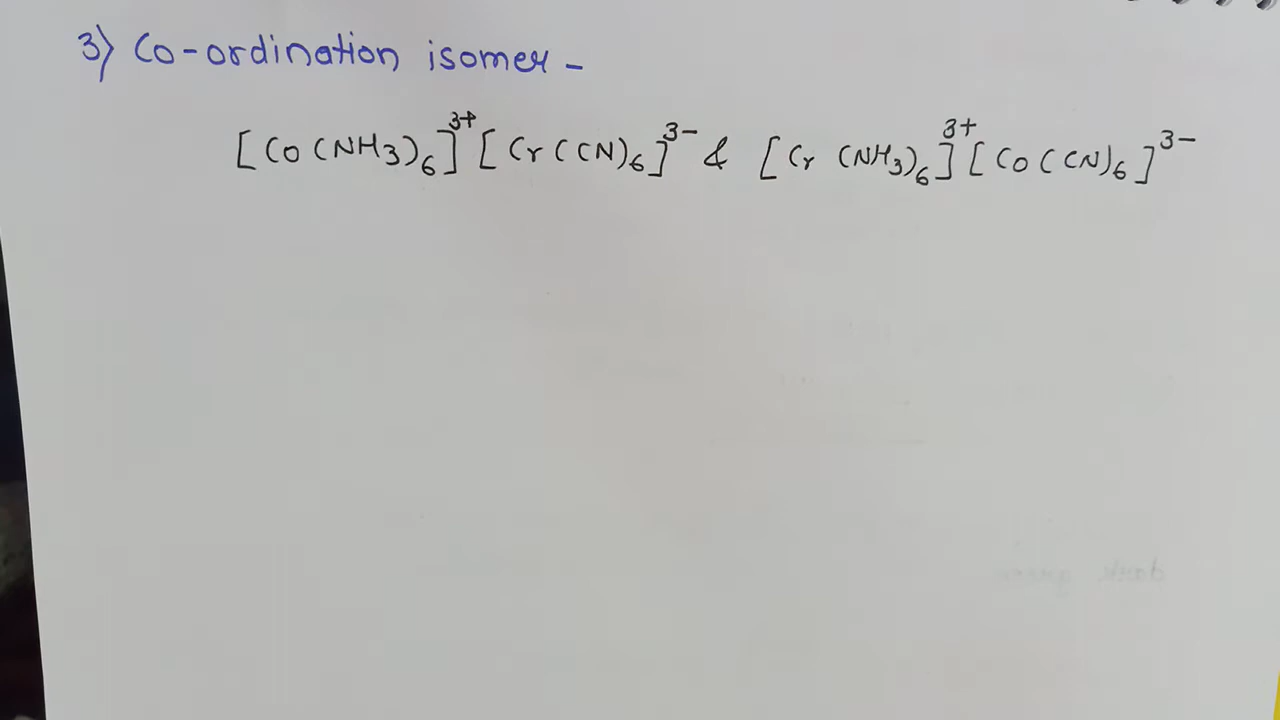 3) Co-ordination isomer -
[Co(NH3)6]³⁺[Cr(CN)6]³⁻ & [Cr (NH3)6]³⁺[Co(CN)6]³⁻